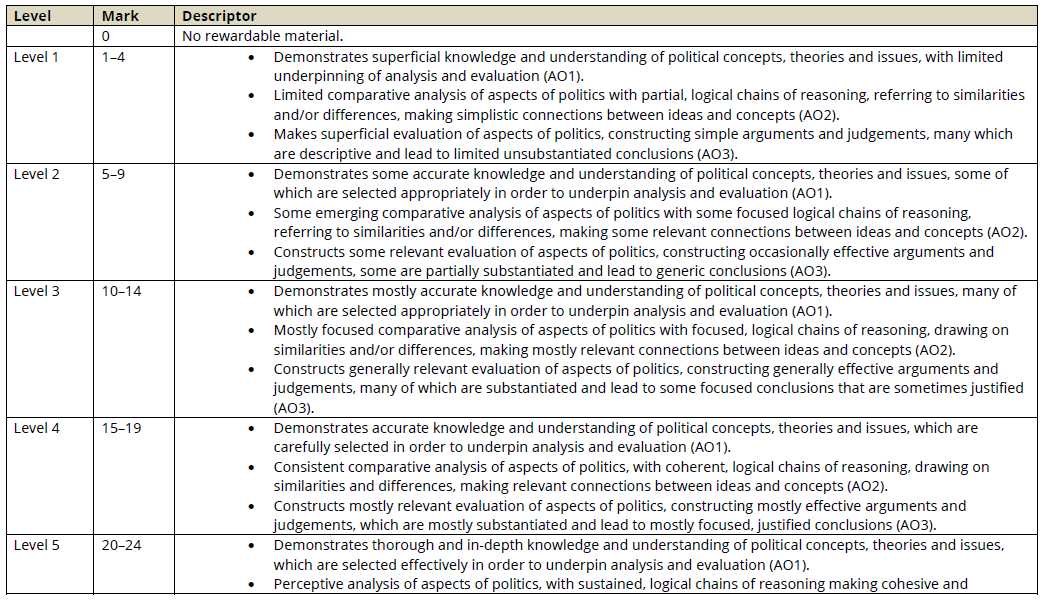 Level Mark Descriptor
0 No rewardable material.
Level 1 1–4 • Demonstrates superficial knowledge and understanding of political concepts, theories and issues, with limited
underpinning of analysis and evaluation (AO1).
• Limited comparative analysis of aspects of politics with partial, logical chains of reasoning, referring to similarities
and/or differences, making simplistic connections between ideas and concepts (AO2).
• Makes superficial evaluation of aspects of politics, constructing simple arguments and judgements, many which
are descriptive and lead to limited unsubstantiated conclusions (AO3).
Level 2 5–9 • Demonstrates some accurate knowledge and understanding of political concepts, theories and issues, some of
which are selected appropriately in order to underpin analysis and evaluation (AO1).
• Some emerging comparative analysis of aspects of politics with some focused logical chains of reasoning,
referring to similarities and/or differences, making some relevant connections between ideas and concepts (AO2).
• Constructs some relevant evaluation of aspects of politics, constructing occasionally effective arguments and
judgements, some are partially substantiated and lead to generic conclusions (AO3).
Level 3 10–14 • Demonstrates mostly accurate knowledge and understanding of political concepts, theories and issues, many of
which are selected appropriately in order to underpin analysis and evaluation (AO1).
• Mostly focused comparative analysis of aspects of politics with focused, logical chains of reasoning, drawing on
similarities and/or differences, making mostly relevant connections between ideas and concepts (AO2).
• Constructs generally relevant evaluation of aspects of politics, constructing generally effective arguments and
judgements, many of which are substantiated and lead to some focused conclusions that are sometimes justified
(AO3).
Level 4 15–19 • Demonstrates accurate knowledge and understanding of political concepts, theories and issues, which are
carefully selected in order to underpin analysis and evaluation (AO1).
• Consistent comparative analysis of aspects of politics, with coherent, logical chains of reasoning, drawing on
similarities and differences, making relevant connections between ideas and concepts (AO2).
• Constructs mostly relevant evaluation of aspects of politics, constructing mostly effective arguments and
judgements, which are mostly substantiated and lead to mostly focused, justified conclusions (AO3).
Level 5 20–24 • Demonstrates thorough and in-depth knowledge and understanding of political concepts, theories and issues,
which are selected effectively in order to underpin analysis and evaluation (AO1).
• Perceptive analysis of aspects of politics, with sustained, logical chains of reasoning making cohesive and